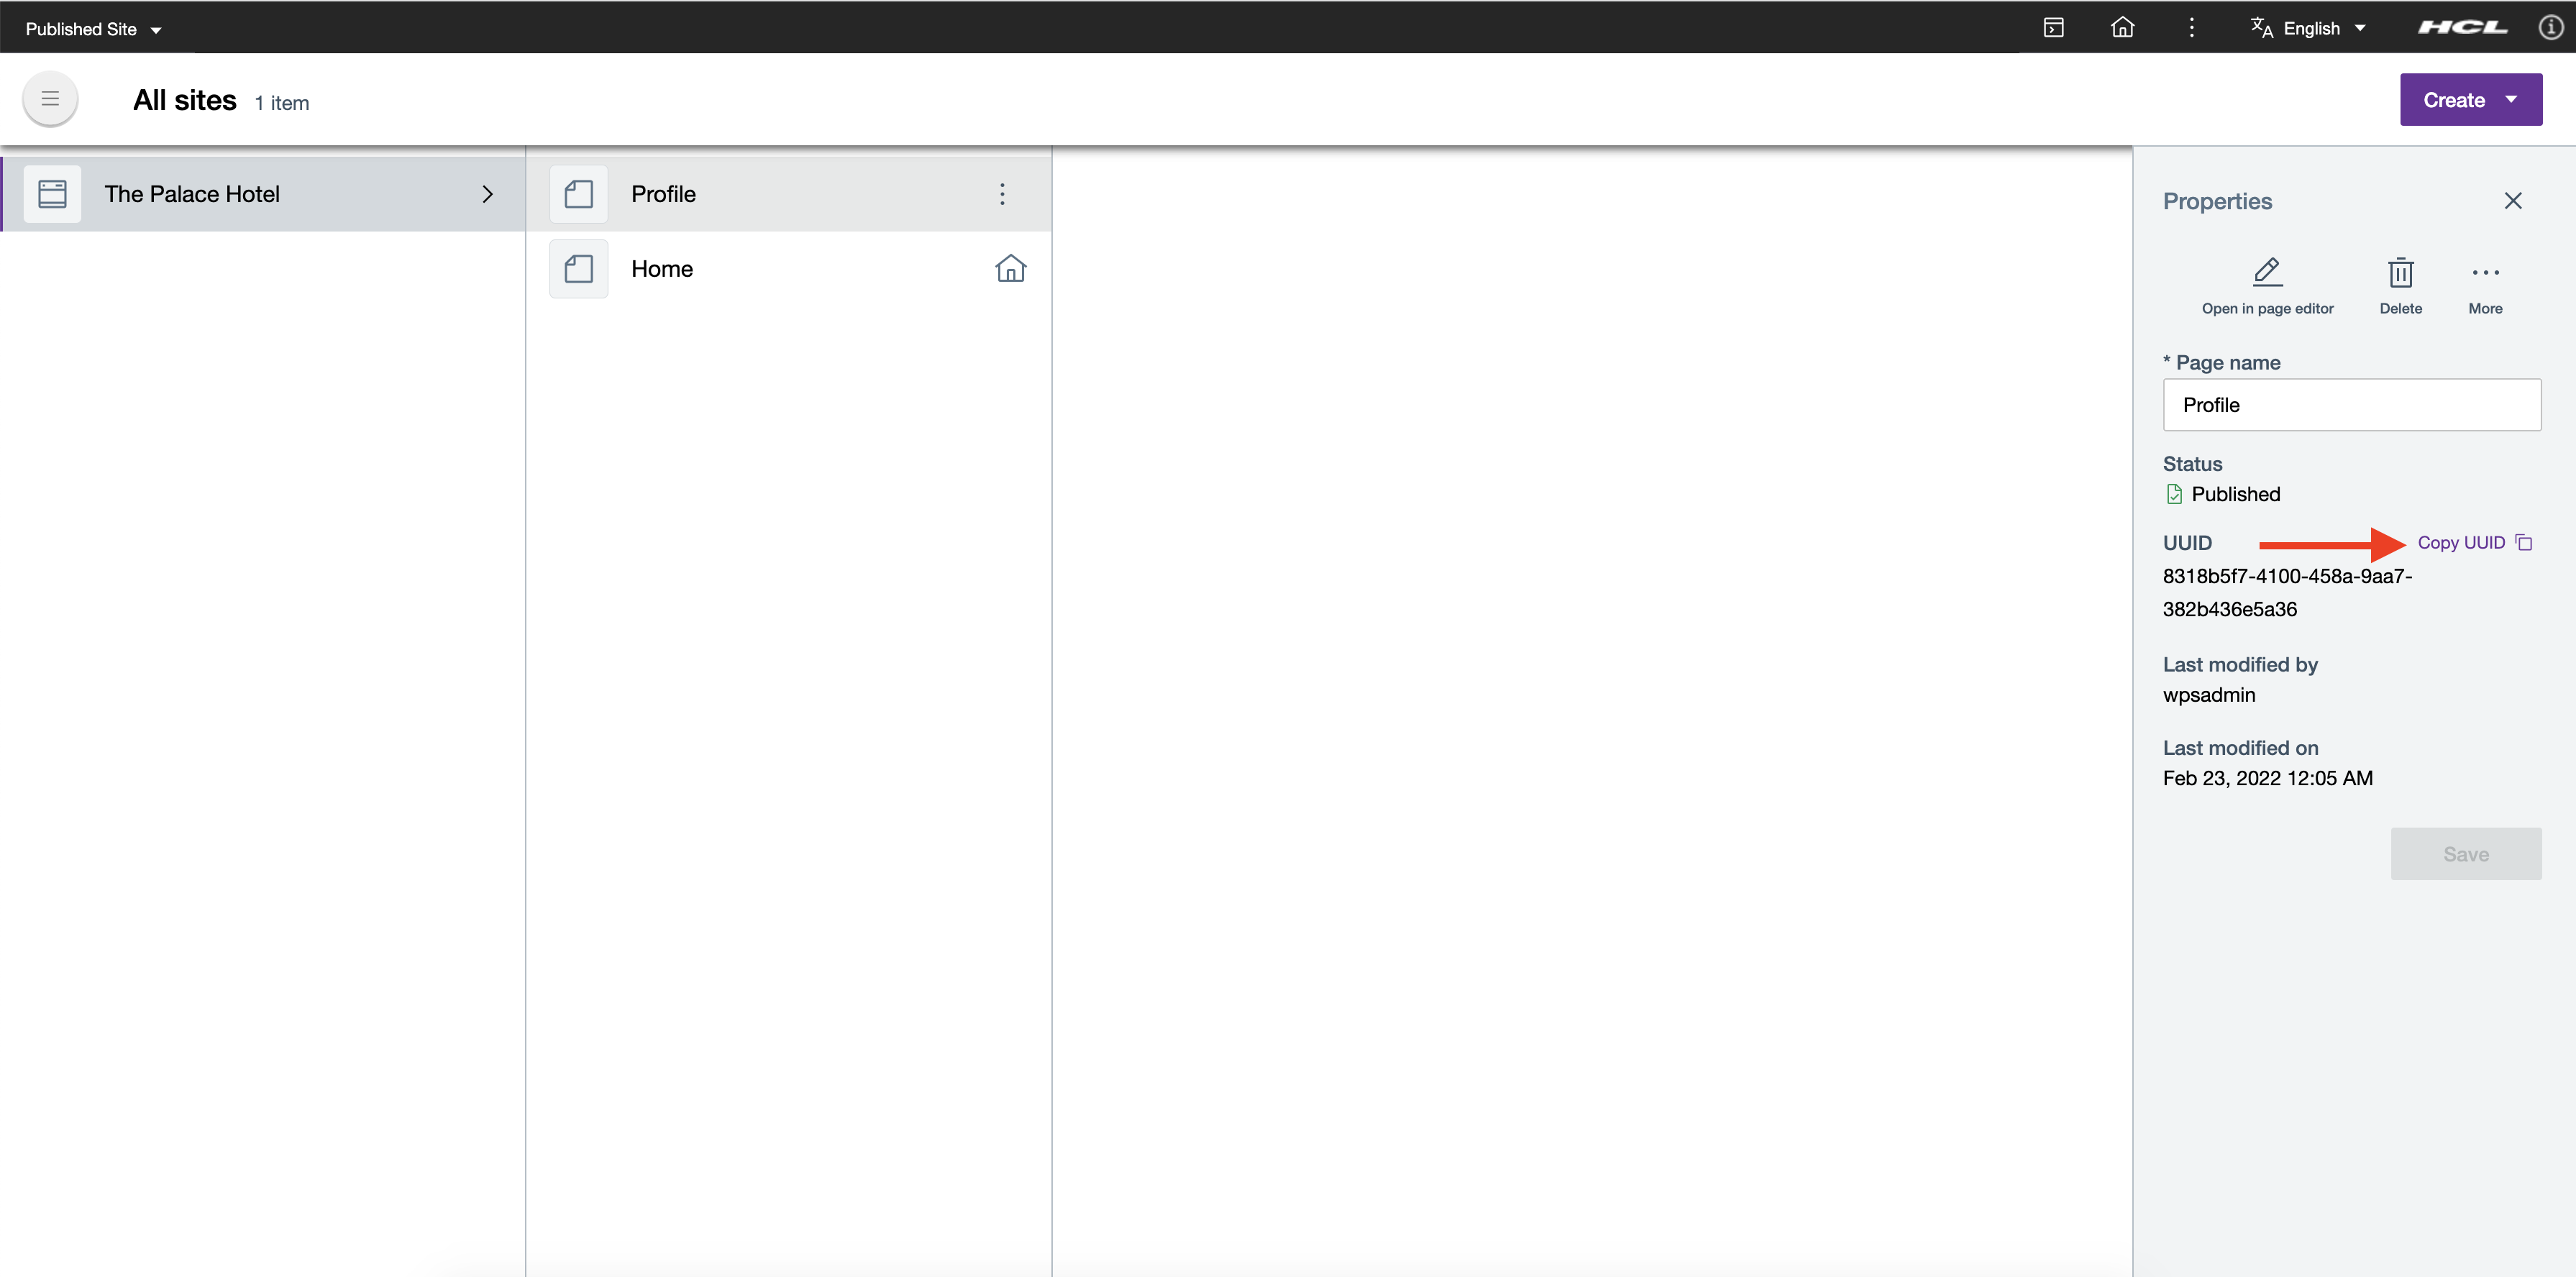 Published Site
English
HCL
All sites 1 item
Create
The Palace Hotel
Profile
Home
Properties
Open in page editor
Delete
More
* Page name
Profile
Status
Published
UUID
Copy UUID
8318b5f7-4100-458a-9aa7-
382b436e5a36
Last modified by
wpsadmin
Last modified on
Feb 23, 2022 12:05 AM
Save